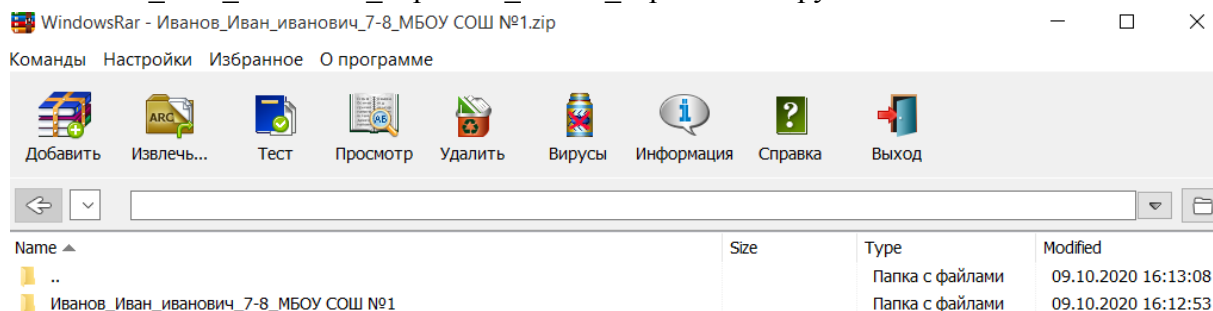 WindowsRar - Иванов_Иван_иванович_7-8_МБОУ СОШ №1.zip
Команды Настройки Избранное О программе
ARC
Добавить Извлечь... Тест Просмотр Удалить Вирусы Информация Справка Выход
Name Size Type Modified
.. Папка с файлами 09.10.2020 16:13:08
Иванов_Иван_иванович_7-8_МБОУ СОШ №1 Папка с файлами 09.10.2020 16:12:53